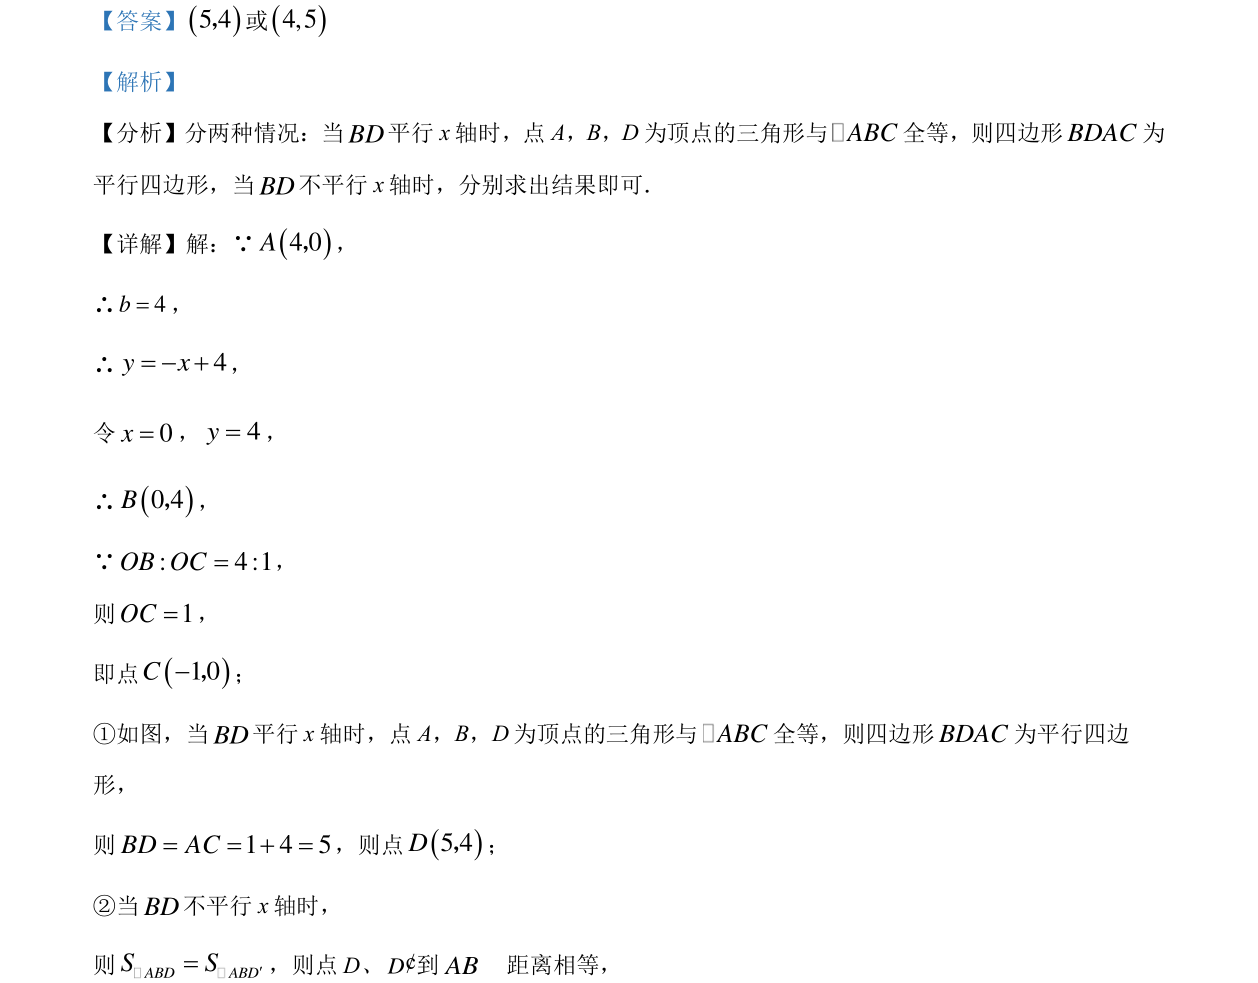 【答案】(5,4)或(4,5)
【解析】
【分析】分两种情况：当BD平行x轴时，点A，B，D为顶点的三角形与□ABC全等，则四边形BDAC为
平行四边形，当BD不平行x轴时，分别求出结果即可．
【详解】解：∵A(4,0)，
∴b=4，
∴y=−x+4，
令x=0，y=4，
∴B(0,4)，
∵OB:OC=4:1，
则OC=1，
即点C(−1,0)；
①如图，当BD平行x轴时，点A，B，D为顶点的三角形与□ABC全等，则四边形BDAC为平行四边
形，
则BD=AC=1+4=5，则点D(5,4)；
②当BD不平行x轴时，
则S□ABD=S□ABD′，则点D、D¢到AB 距离相等，